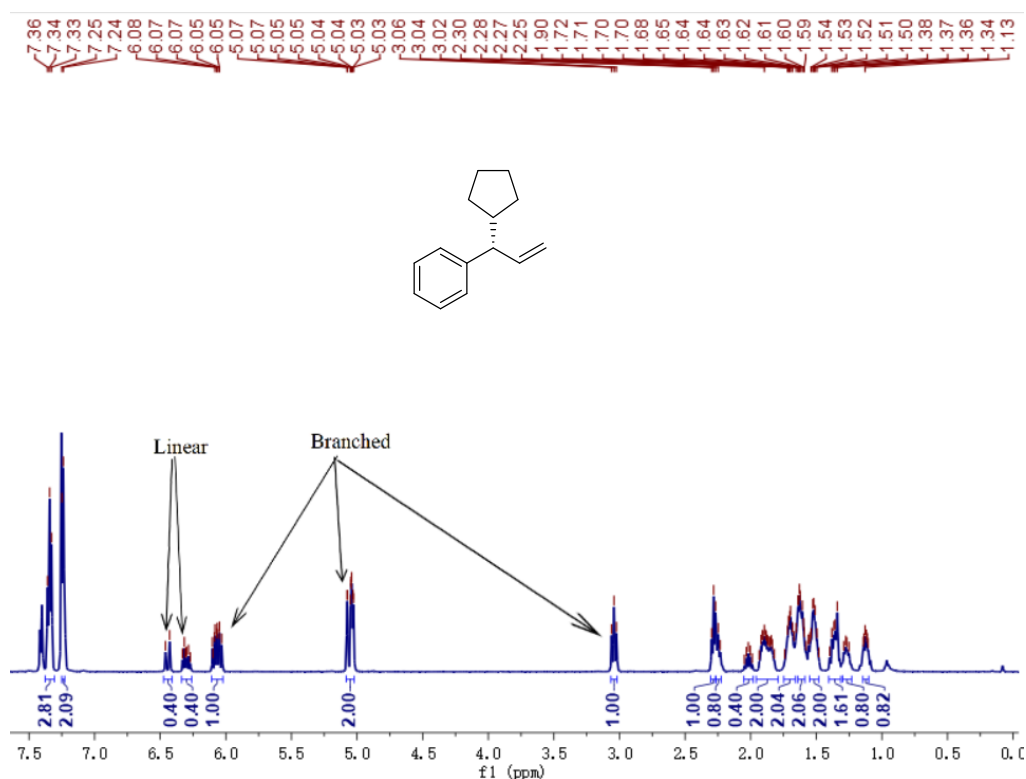 7.36 7.34 7.33 7.25 7.24 6.08 6.07 6.07 6.05 6.05 5.07 5.07 5.05 5.05 5.04 5.04 5.03 5.03 3.06 3.04 3.02 2.30 2.28 2.27 2.25 1.90 1.72 1.71 1.70 1.70 1.68 1.65 1.64 1.64 1.63 1.62 1.61 1.60 1.59 1.54 1.53 1.52 1.51 1.50 1.38 1.37 1.36 1.34 1.13
Linear
Branched
2.81 2.09 0.40 0.40 1.00 2.00 1.00 1.00 0.80 0.40 2.00 2.04 2.06 2.00 1.61 0.80 0.82
7.5 7.0 6.5 6.0 5.5 5.0 4.5 4.0 3.5 3.0 2.5 2.0 1.5 1.0 0.5 0.0
f1 (ppm)